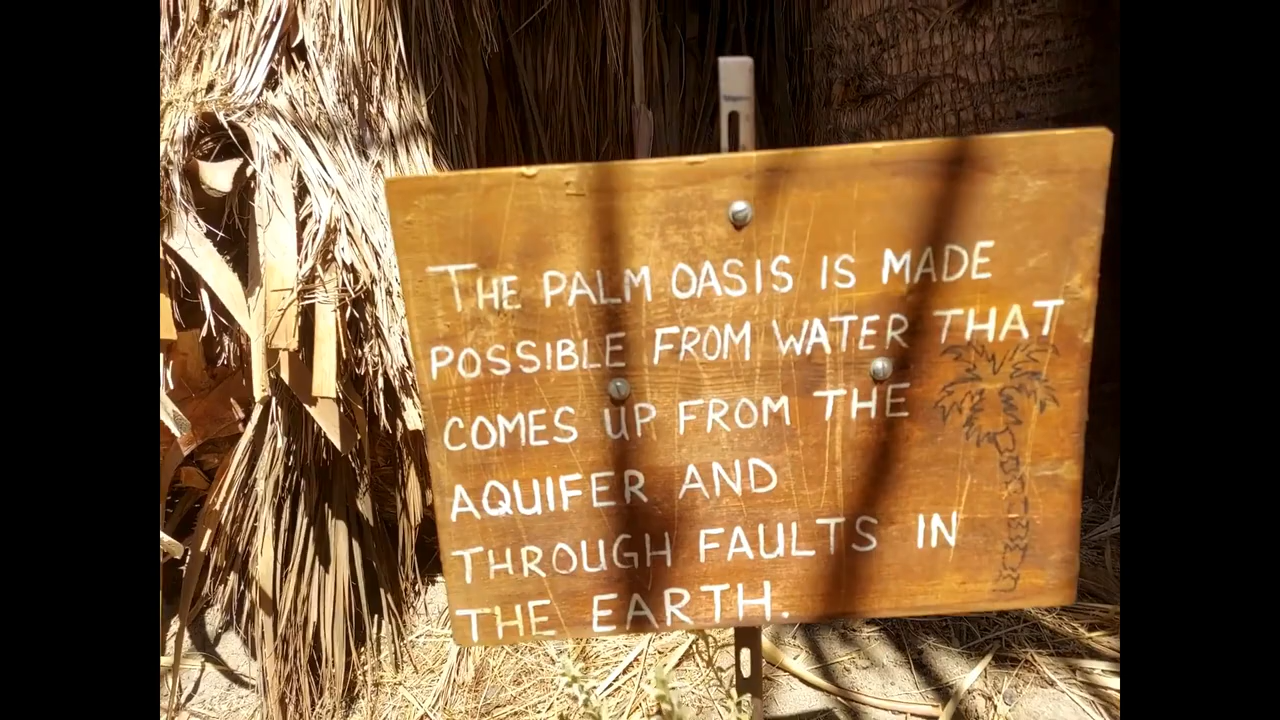 THE PALM OASIS IS MADE
POSSIBLE FROM WATER THAT
COMES UP FROM THE
AQUIFER AND
THROUGH FAULTS IN
THE EARTH.